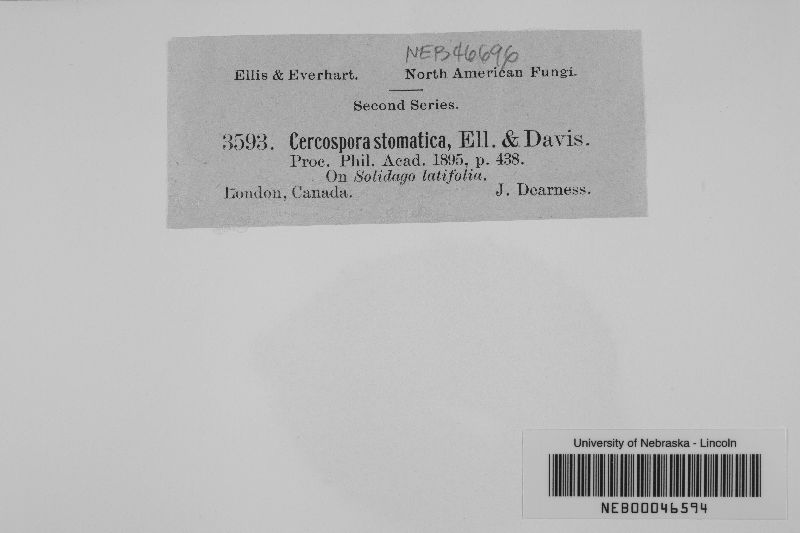 NEB46696
Ellis & Everhart. North American Fungi.
Second Series.
3593. Cercospora stomatica, Ell. & Davis.
Proc. Phil. Acad. 1895, p. 438.
On Solidago latifolia.
London, Canada. J. Dearness.
University of Nebraska - Lincoln
NEB00046594